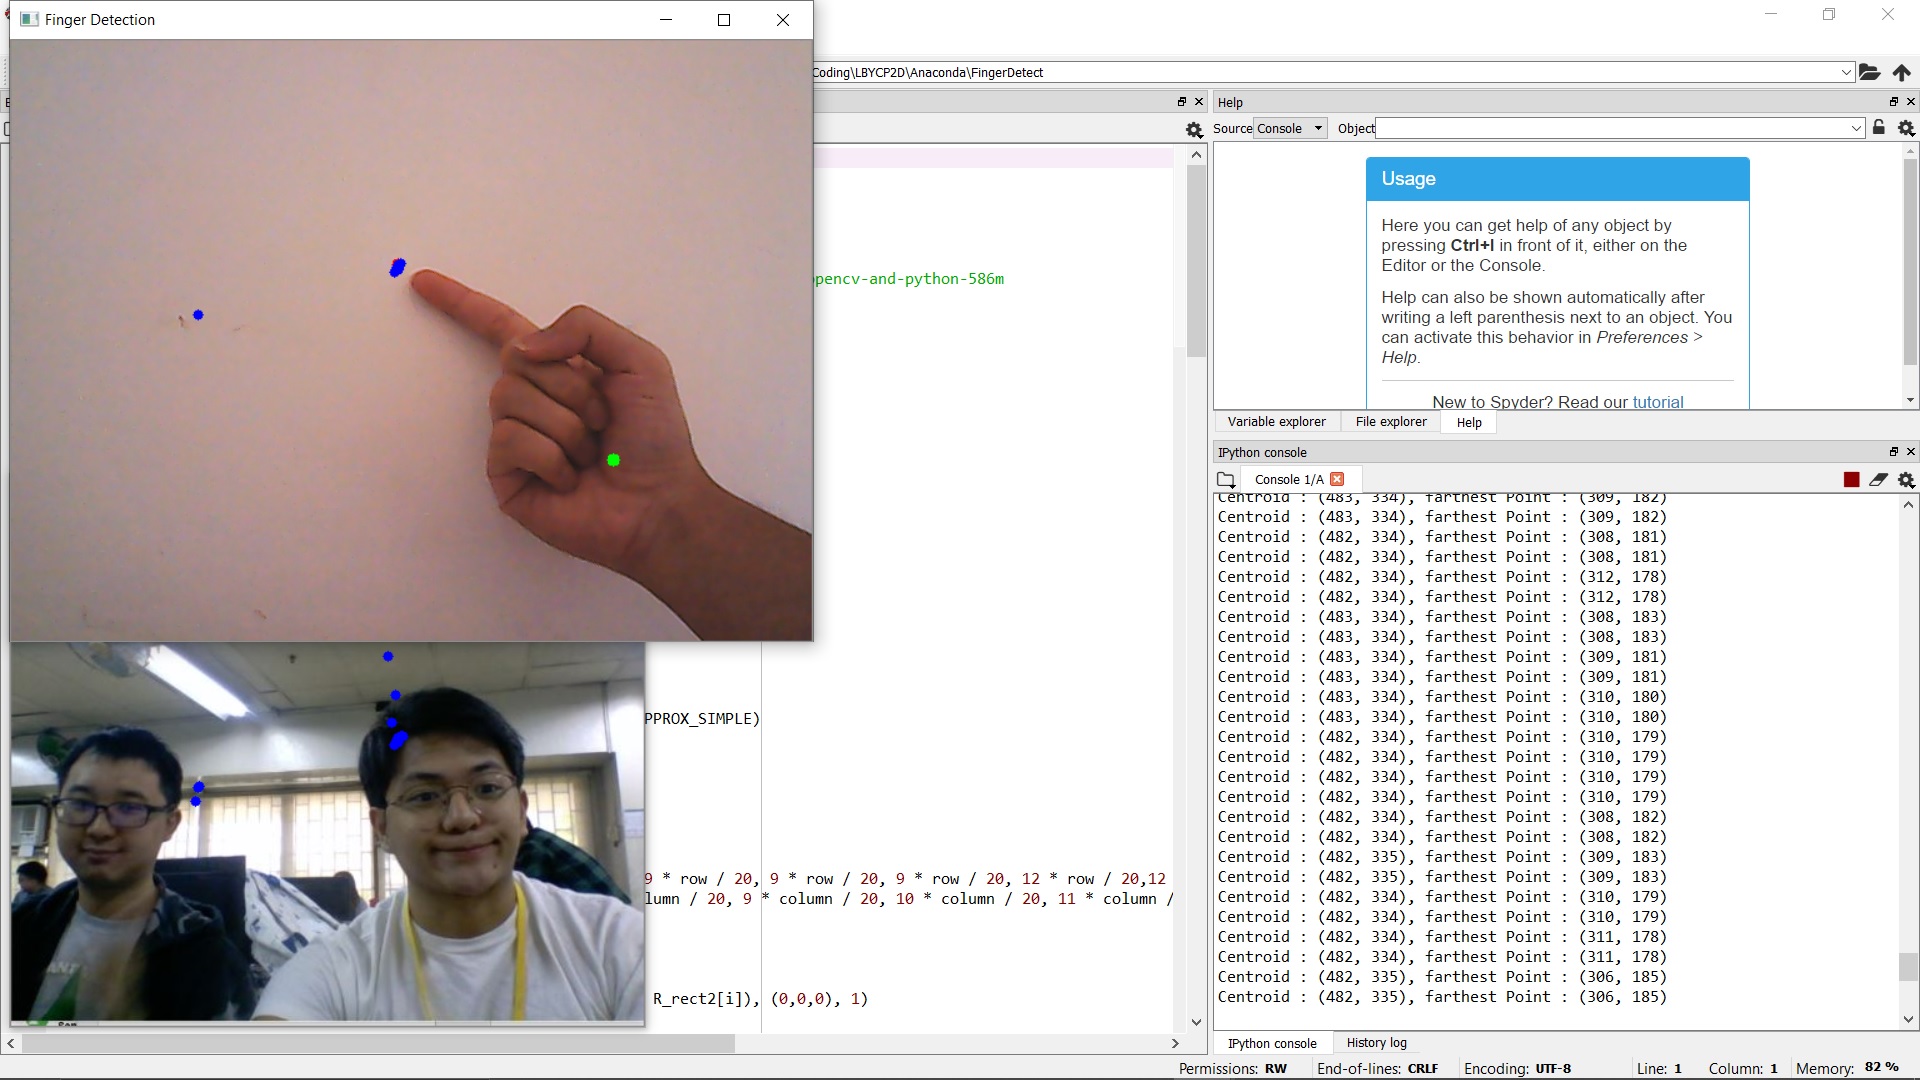 Finger Detection
Coding\LBYCP2D\Anaconda\FingerDetect
opencv-and-python-586m
PPROX_SIMPLE)
9 * row / 20, 9 * row / 20, 9 * row / 20, 12 * row / 20,12
lumn / 20, 9 * column / 20, 10 * column / 20, 11 * column /
R_rect2[i]), (0,0,0), 1)
Help
Source Console Object
Usage
Here you can get help of any object by
pressing Ctrl+I in front of it, either on the
Editor or the Console.
Help can also be shown automatically after
writing a left parenthesis next to an object. You
can activate this behavior in Preferences >
Help.
New to Spyder? Read our tutorial
Variable explorer File explorer Help
IPython console
Console 1/A
Centroid : (483, 334), farthest Point : (309, 182)
Centroid : (483, 334), farthest Point : (309, 182)
Centroid : (482, 334), farthest Point : (308, 181)
Centroid : (482, 334), farthest Point : (308, 181)
Centroid : (482, 334), farthest Point : (312, 178)
Centroid : (482, 334), farthest Point : (312, 178)
Centroid : (483, 334), farthest Point : (308, 183)
Centroid : (483, 334), farthest Point : (308, 183)
Centroid : (483, 334), farthest Point : (309, 181)
Centroid : (483, 334), farthest Point : (309, 181)
Centroid : (483, 334), farthest Point : (310, 180)
Centroid : (483, 334), farthest Point : (310, 180)
Centroid : (482, 334), farthest Point : (310, 179)
Centroid : (482, 334), farthest Point : (310, 179)
Centroid : (482, 334), farthest Point : (310, 179)
Centroid : (482, 334), farthest Point : (310, 179)
Centroid : (482, 334), farthest Point : (308, 182)
Centroid : (482, 334), farthest Point : (308, 182)
Centroid : (482, 335), farthest Point : (309, 183)
Centroid : (482, 335), farthest Point : (309, 183)
Centroid : (482, 334), farthest Point : (310, 179)
Centroid : (482, 334), farthest Point : (310, 179)
Centroid : (482, 334), farthest Point : (311, 178)
Centroid : (482, 334), farthest Point : (311, 178)
Centroid : (482, 335), farthest Point : (306, 185)
Centroid : (482, 335), farthest Point : (306, 185)
IPython console History log
Permissions: RW End-of-lines: CRLF Encoding: UTF-8 Line: 1 Column: 1 Memory: 82 %